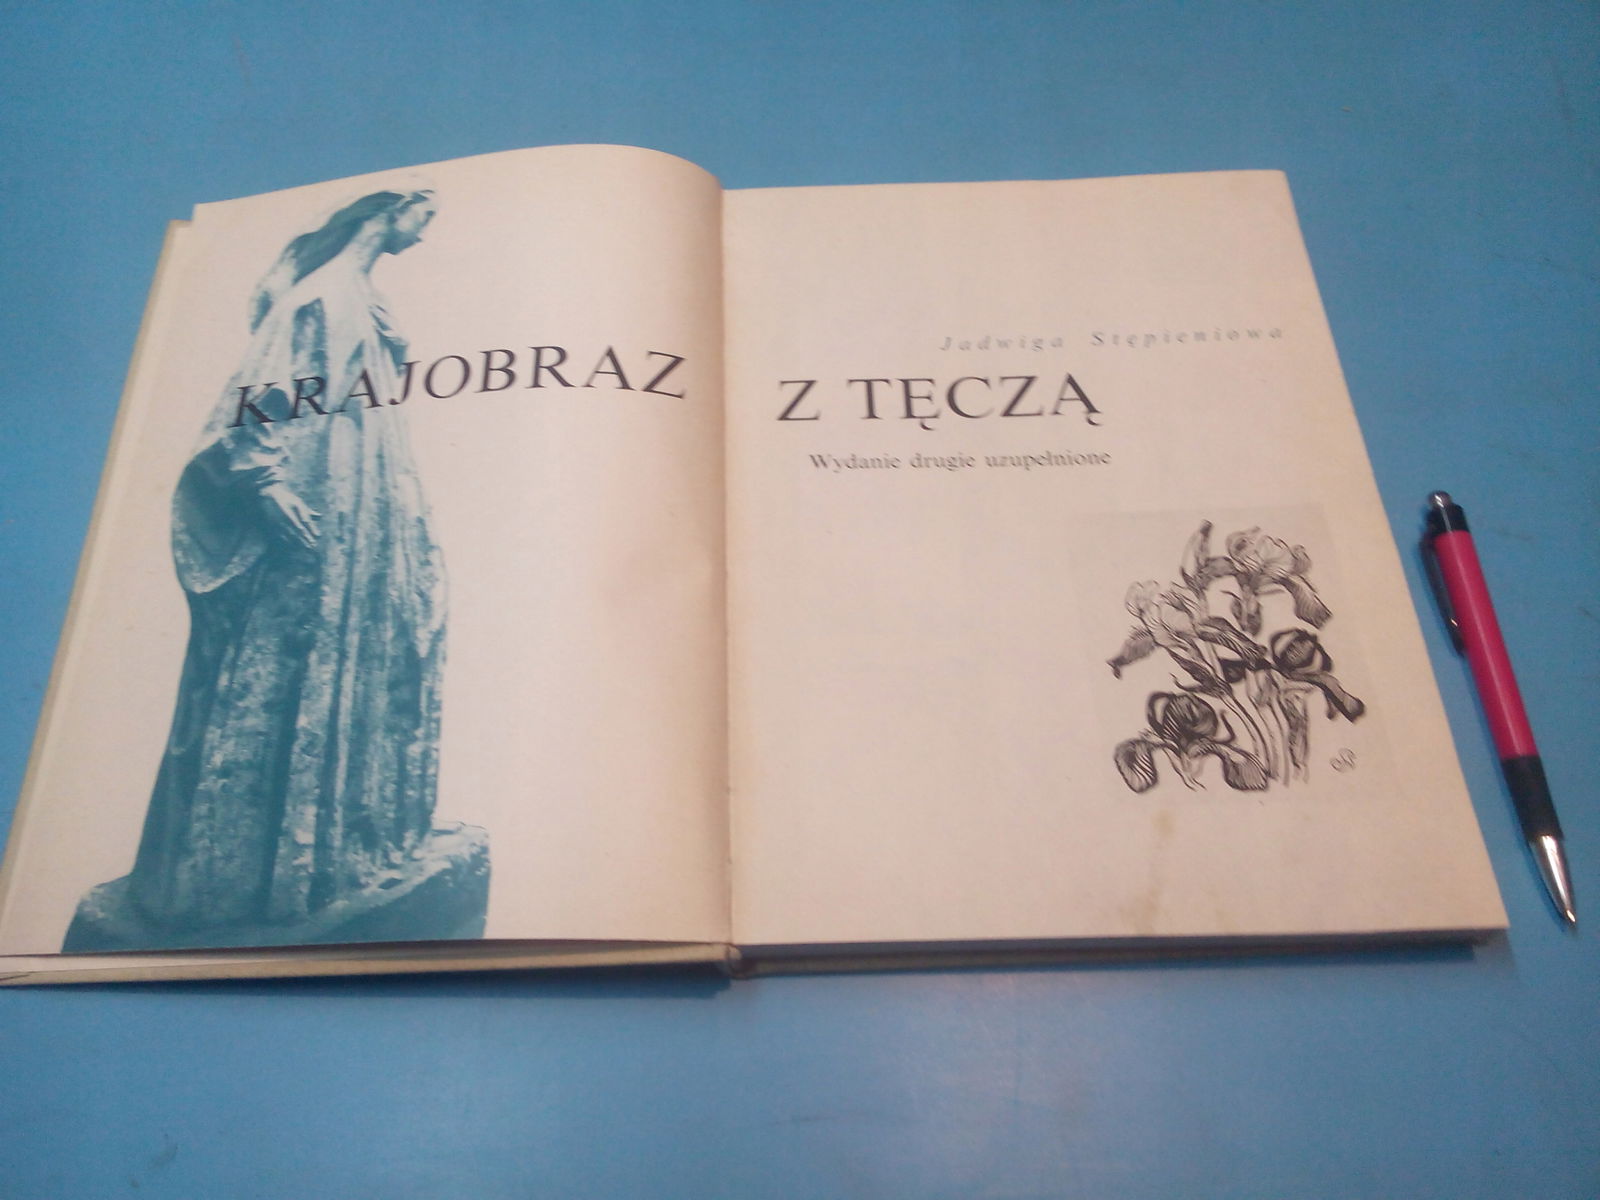 Jadwiga Stępieniowa
KRAJOBRAZ Z TĘCZĄ
Wydanie drugie uzupełnione